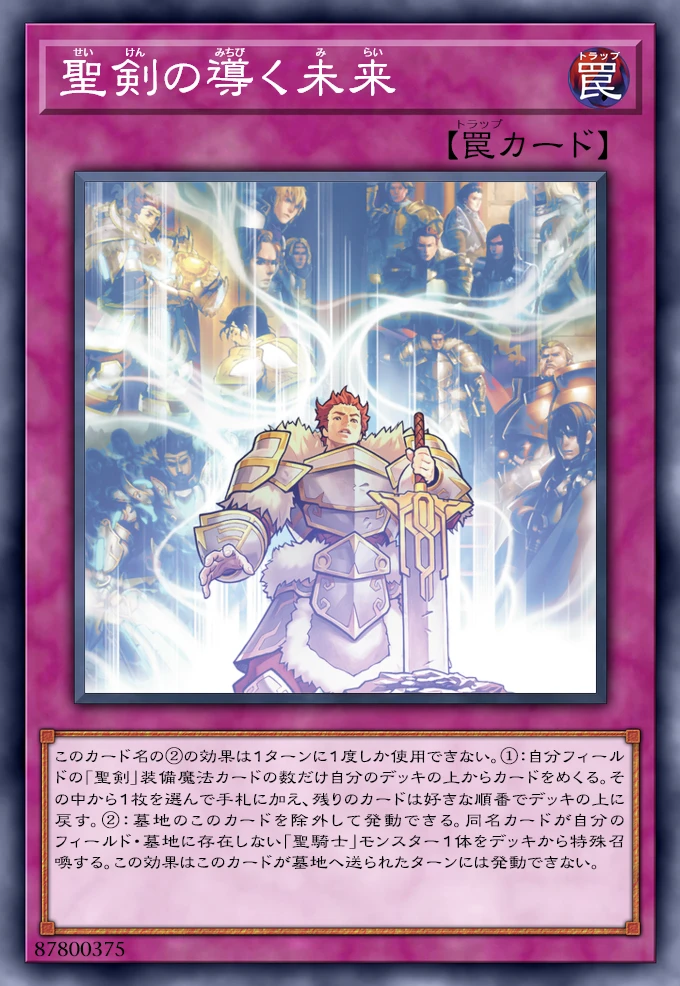 聖剣の導く未来
せい けん みちび み らい
トラップ
罠
トラップ
【罠カード】
このカード名の②の効果は1ターンに1度しか使用できない。①:自分フィール
ドの「聖剣」装備魔法カードの数だけ自分のデッキの上からカードをめくる。そ
の中から1枚を選んで手札に加え、残りのカードは好きな順番でデッキの上に
戻す。②:墓地のこのカードを除外して発動できる。同名カードが自分の
フィールド・墓地に存在しない「聖騎士」モンスター1体をデッキから特殊召
喚する。この効果はこのカードが墓地へ送られたターンには発動できない。
87800375